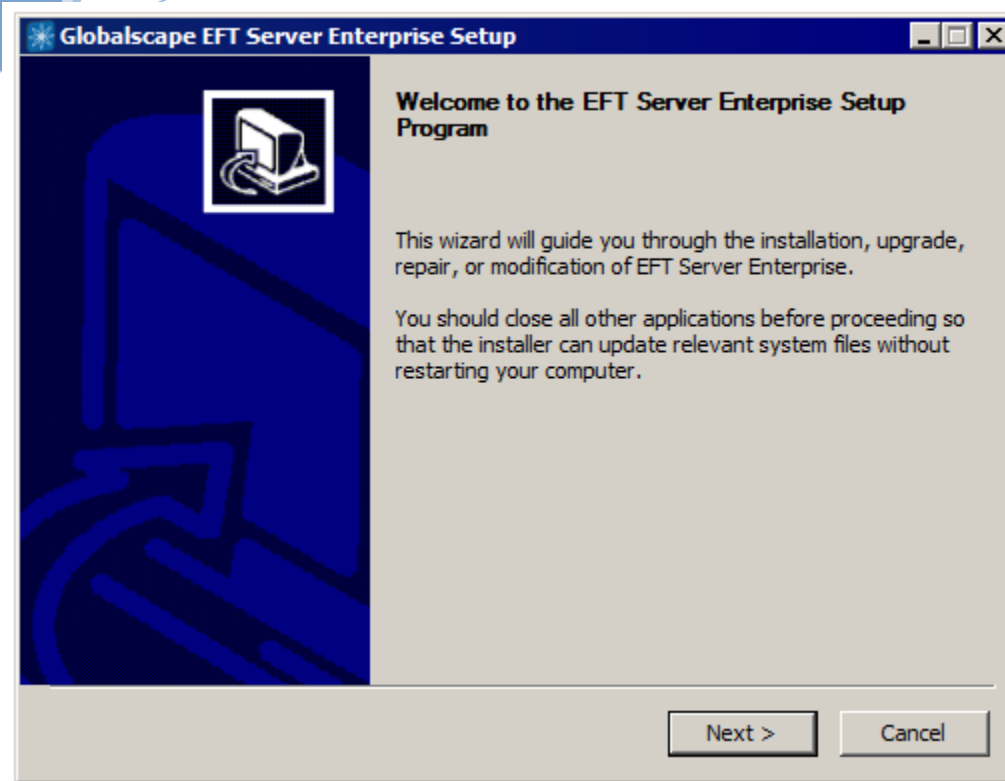 Globalscape EFT Server Enterprise Setup
Welcome to the EFT Server Enterprise Setup
Program
This wizard will guide you through the installation, upgrade,
repair, or modification of EFT Server Enterprise.
You should close all other applications before proceeding so
that the installer can update relevant system files without
restarting your computer.
Next >
Cancel